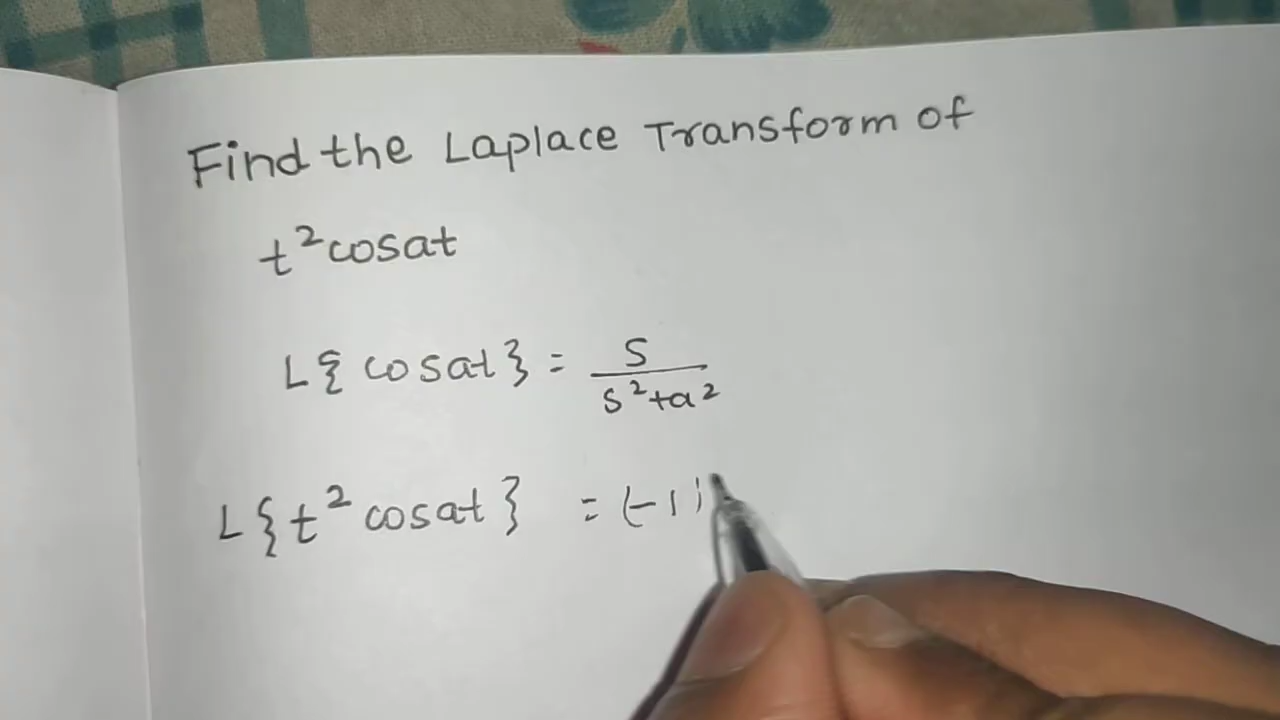 Find the Laplace Transform of
t²cosat
L{cosat} = s/(s²+a²)
L{t²cosat} = (-1)